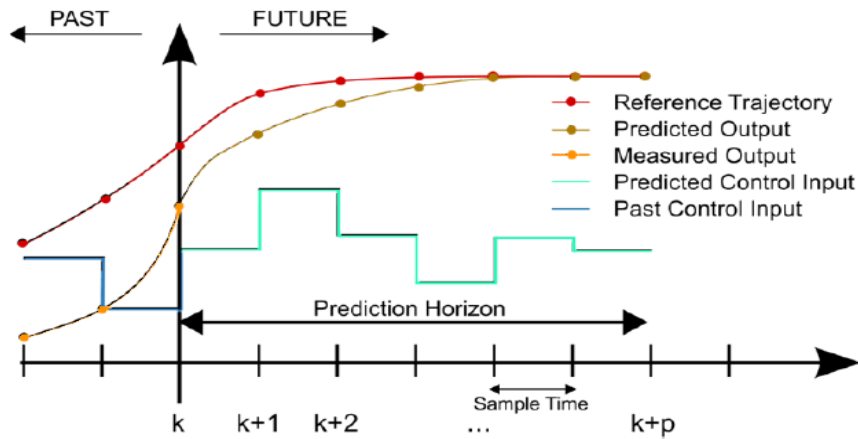 PAST
FUTURE
Reference Trajectory
Predicted Output
Measured Output
Predicted Control Input
Past Control Input
Prediction Horizon
Sample Time
k
k+1
k+2
...
k+p